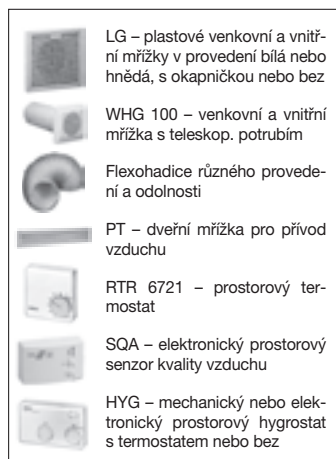 LG – plastové venkovní a vnitř-
ní mřížky v provedení bílá nebo
hnědá, s okapničkou nebo bez
WHG 100 – venkovní a vnitřní
mřížka s teleskop. potrubím
Flexohadice různého provede-
ní a odolnosti
PT – dveřní mřížka pro přívod
vzduchu
RTR 6721 – prostorový ter-
mostat
SQA – elektronický prostorový
senzor kvality vzduchu
HYG – mechanický nebo elek-
tronický prostorový hygrostat
s termostatem nebo bez